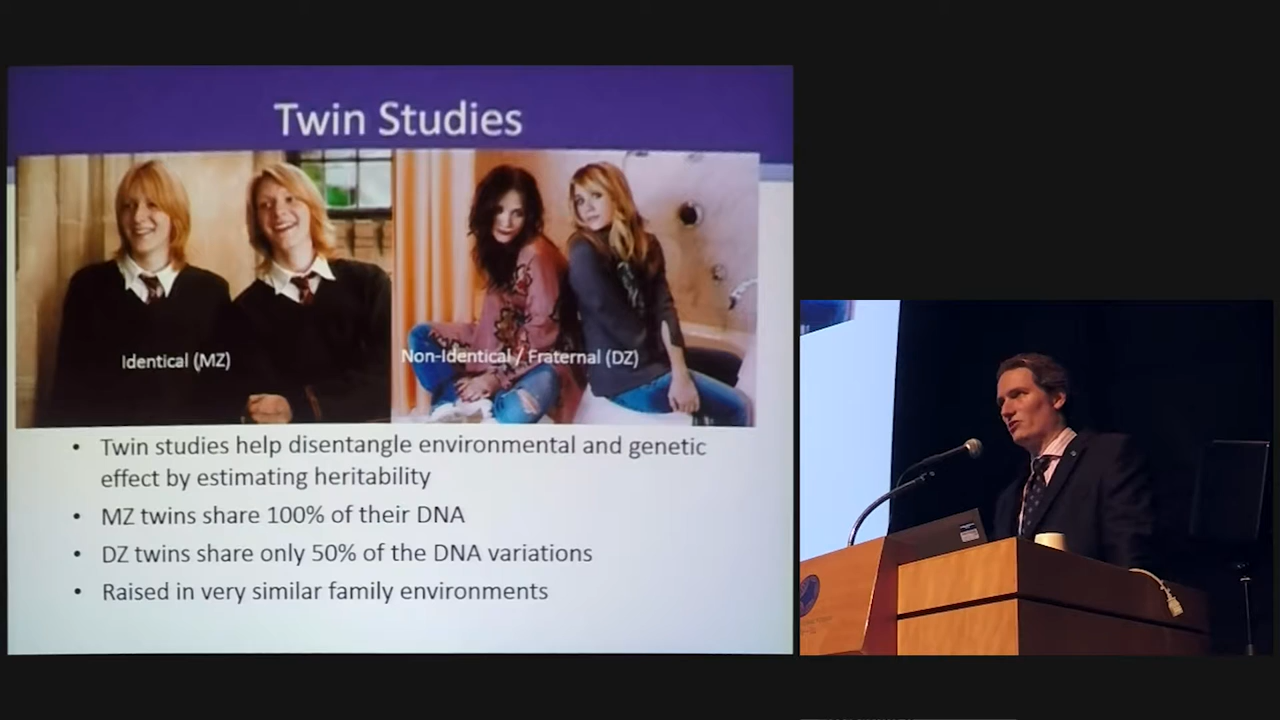 Twin Studies
Identical (MZ)
Non-Identical / Fraternal (DZ)
• Twin studies help disentangle environmental and genetic
effect by estimating heritability
• MZ twins share 100% of their DNA
• DZ twins share only 50% of the DNA variations
• Raised in very similar family environments